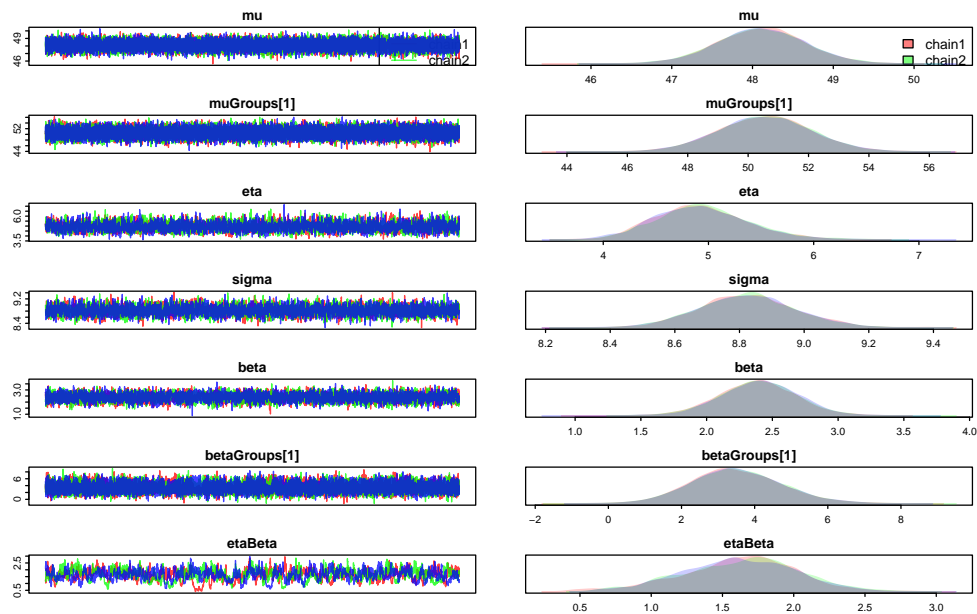 mu
49
46
1
chain2
mu
chain1
chain2
46 47 48 49 50
muGroups[1]
52
44
muGroups[1]
44 46 48 50 52 54 56
eta
6.0
3.5
eta
4 5 6 7
sigma
9.2
8.4
sigma
8.2 8.4 8.6 8.8 9.0 9.2 9.4
beta
3.0
1.0
beta
1.0 1.5 2.0 2.5 3.0 3.5 4.0
betaGroups[1]
6
0
betaGroups[1]
−2 0 2 4 6 8
etaBeta
2.5
0.5
etaBeta
0.5 1.0 1.5 2.0 2.5 3.0